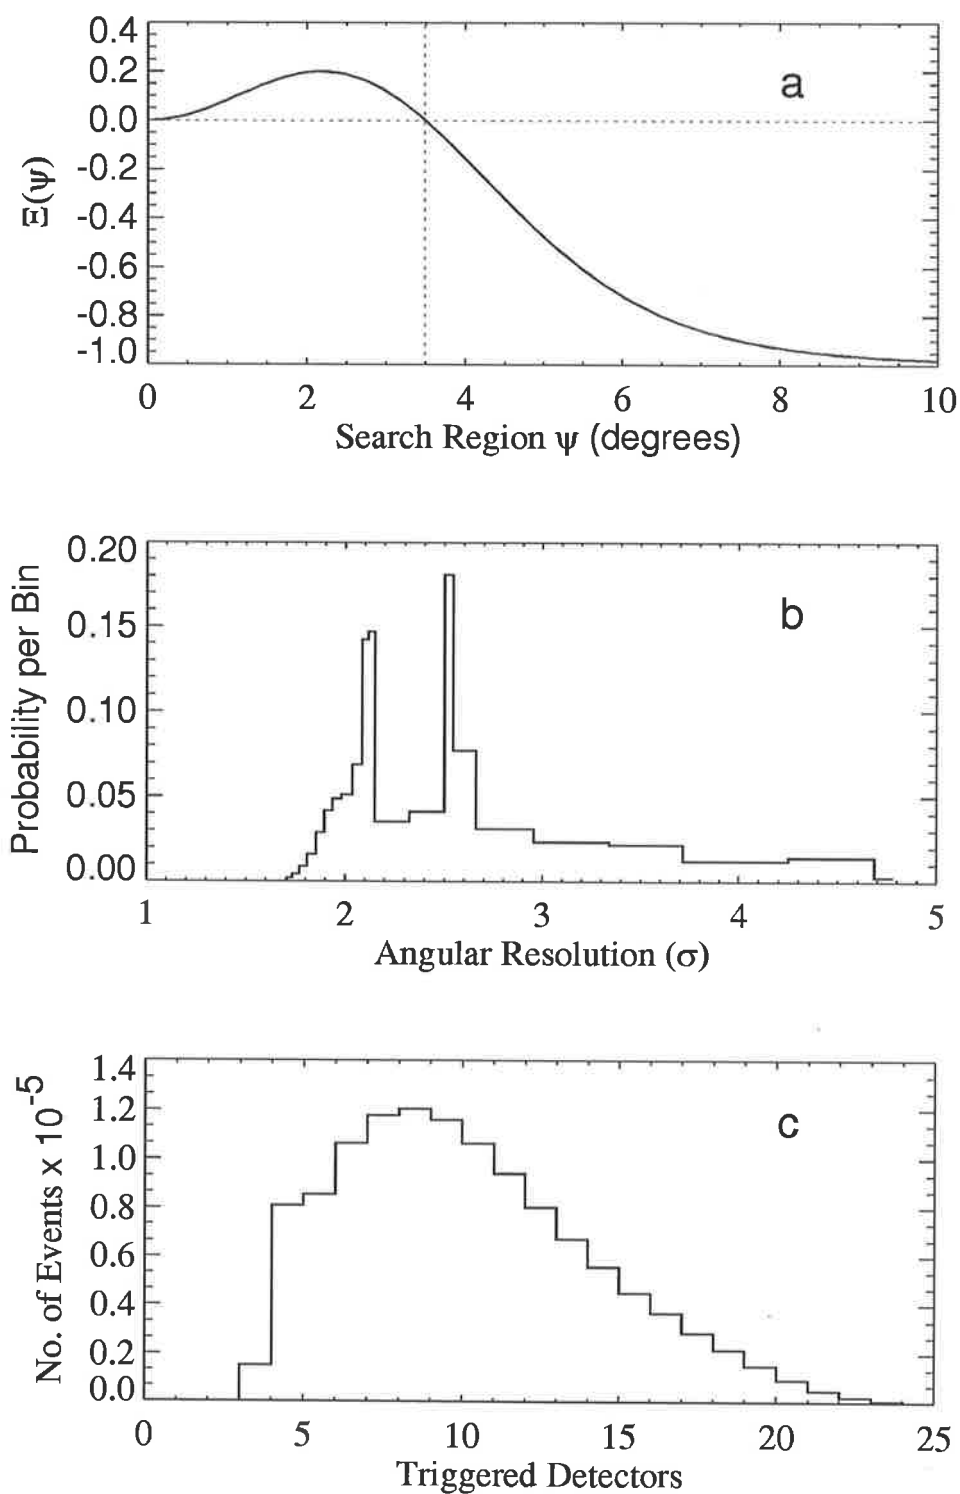 0.4
0.2
0.0
-0.2
-0.4
-0.6
-0.8
-1.0
Ξ(ψ)
a
0 2 4 6 8 10
Search Region ψ (degrees)
0.20
0.15
0.10
0.05
0.00
Probability per Bin
b
1 2 3 4 5
Angular Resolution (σ)
1.4
1.2
1.0
0.8
0.6
0.4
0.2
0.0
No. of Events x 10⁻⁵
c
0 5 10 15 20 25
Triggered Detectors